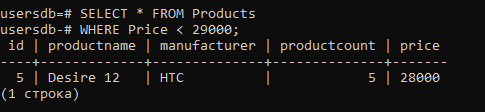 usersdb=# SELECT * FROM Products
usersdb-# WHERE Price < 29000;
 id | productname | manufacturer | productcount | price
----+-------------+--------------+--------------+-------
  5 | Desire 12   | HTC          |            5 | 28000
(1 строка)